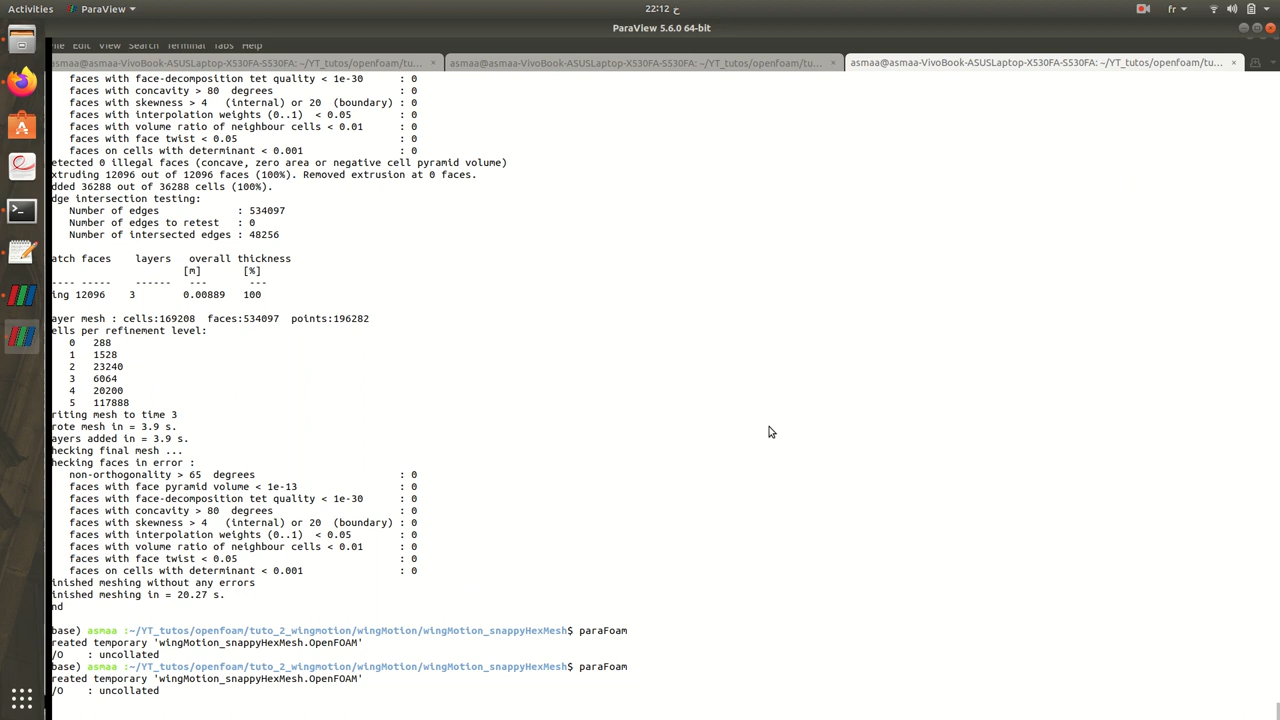 Activities
ParaView
22:12 ح
fr
ParaView 5.6.0 64-bit
ile Edit View Search Terminal Tabs Help
asmaa@asmaa-VivoBook-ASUSLaptop-X530FA-S530FA: ~/YT_tutos/openfoam/tu...
asmaa@asmaa-VivoBook-ASUSLaptop-X530FA-S530FA: ~/YT_tutos/openfoam/tu...
asmaa@asmaa-VivoBook-ASUSLaptop-X530FA-S530FA: ~/YT_tutos/openfoam/tu...
faces with face-decomposition tet quality < 1e-30 : 0
faces with concavity > 80 degrees : 0
faces with skewness > 4 (internal) or 20 (boundary) : 0
faces with interpolation weights (0..1) < 0.05 : 0
faces with volume ratio of neighbour cells < 0.01 : 0
faces with face twist < 0.05 : 0
faces on cells with determinant < 0.001 : 0
etected 0 illegal faces (concave, zero area or negative cell pyramid volume)
xtruding 12096 out of 12096 faces (100%). Removed extrusion at 0 faces.
dded 36288 out of 36288 cells (100%).
dge intersection testing:
Number of edges : 534097
Number of edges to retest : 0
Number of intersected edges : 48256
atch faces layers overall thickness
[m] [%]
---- ----- ------ --- ---
ing 12096 3 0.00889 100
ayer mesh : cells:169208 faces:534097 points:196282
ells per refinement level:
0 288
1 1528
2 23240
3 6064
4 20200
5 117888
riting mesh to time 3
rote mesh in = 3.9 s.
ayers added in = 3.9 s.
hecking final mesh ...
hecking faces in error :
non-orthogonality > 65 degrees : 0
faces with face pyramid volume < 1e-13 : 0
faces with face-decomposition tet quality < 1e-30 : 0
faces with concavity > 80 degrees : 0
faces with skewness > 4 (internal) or 20 (boundary) : 0
faces with interpolation weights (0..1) < 0.05 : 0
faces with volume ratio of neighbour cells < 0.01 : 0
faces with face twist < 0.05 : 0
faces on cells with determinant < 0.001 : 0
inished meshing without any errors
inished meshing in = 20.27 s.
nd
base) asmaa :~/YT_tutos/openfoam/tuto_2_wingmotion/wingMotion/wingMotion_snappyHexMesh$ paraFoam
reated temporary 'wingMotion_snappyHexMesh.OpenFOAM'
/O : uncollated
base) asmaa :~/YT_tutos/openfoam/tuto_2_wingmotion/wingMotion/wingMotion_snappyHexMesh$ paraFoam
reated temporary 'wingMotion_snappyHexMesh.OpenFOAM'
/O : uncollated